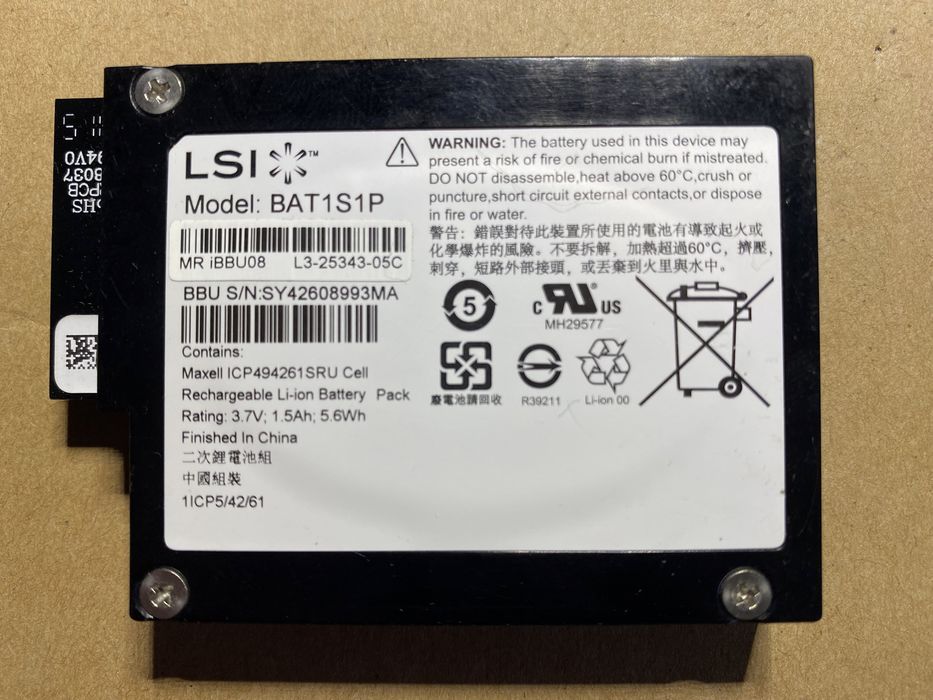 LSI ™
Model: BAT1S1P
MR iBBU08 L3-25343-05C
BBU S/N:SY42608993MA
Contains:
Maxell ICP494261SRU Cell
Rechargeable Li-ion Battery Pack
Rating: 3.7V; 1.5Ah; 5.6Wh
Finished In China
二次鋰電池組
中國組裝
1ICP5/42/61
WARNING: The battery used in this device may
present a risk of fire or chemical burn if mistreated.
DO NOT disassemble,heat above 60°C,crush or
puncture,short circuit external contacts,or dispose
in fire or water.
警告: 錯誤對待此裝置所使用的電池有導致起火或
化學爆炸的風險。不要拆解，加熱超過60°C，擠壓,
刺穿，短路外部接頭，或丟棄到火里與水中。
5
c RU US
MH29577
廢電池請回收
R39211
Li-ion 00
94V0
8037
PCB